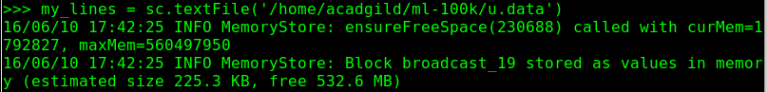 >>> my_lines = sc.textFile('/home/acadgild/ml-100k/u.data')
16/06/10 17:42:25 INFO MemoryStore: ensureFreeSpace(230688) called with curMem=1
792827, maxMem=560497950
16/06/10 17:42:25 INFO MemoryStore: Block broadcast_19 stored as values in memor
y (estimated size 225.3 KB, free 532.6 MB)